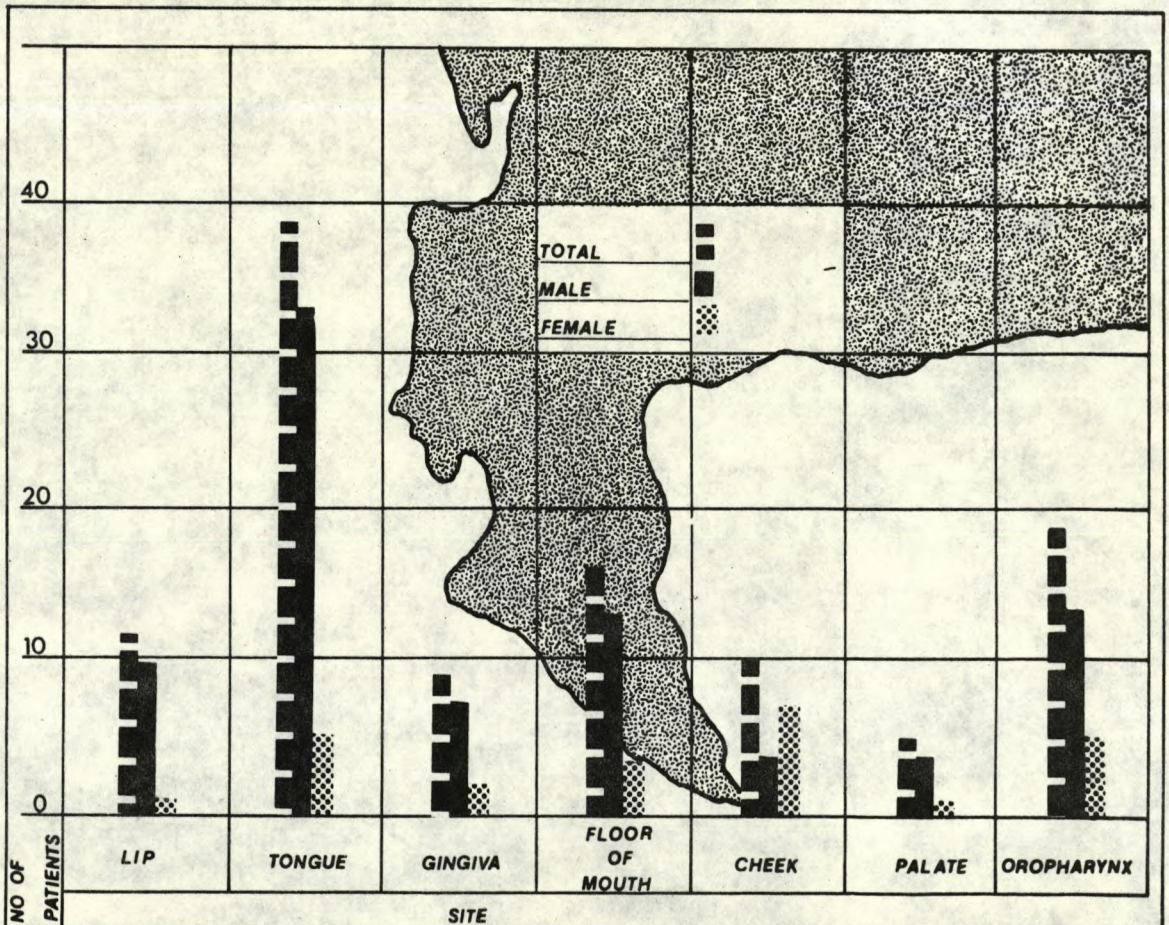 40
30
20
10
0
TOTAL
MALE
FEMALE
NO OF
PATIENTS
LIP
TONGUE
GINGIVA
FLOOR
OF
MOUTH
CHEEK
PALATE
OROPHARYNX
SITE